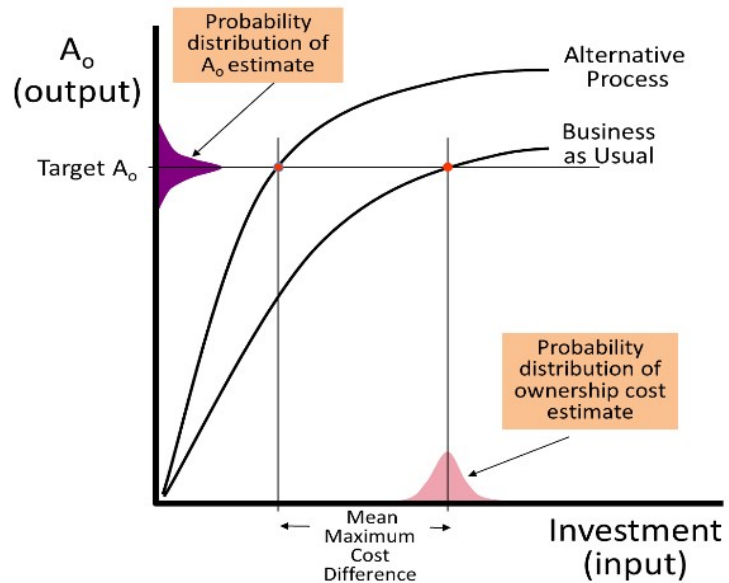 Probability
distribution of
Aₒ estimate
Aₒ
(output)
Alternative
Process
Business
as Usual
Target Aₒ
Probability
distribution of
ownership cost
estimate
Mean
Maximum
Cost
Difference
Investment
(input)